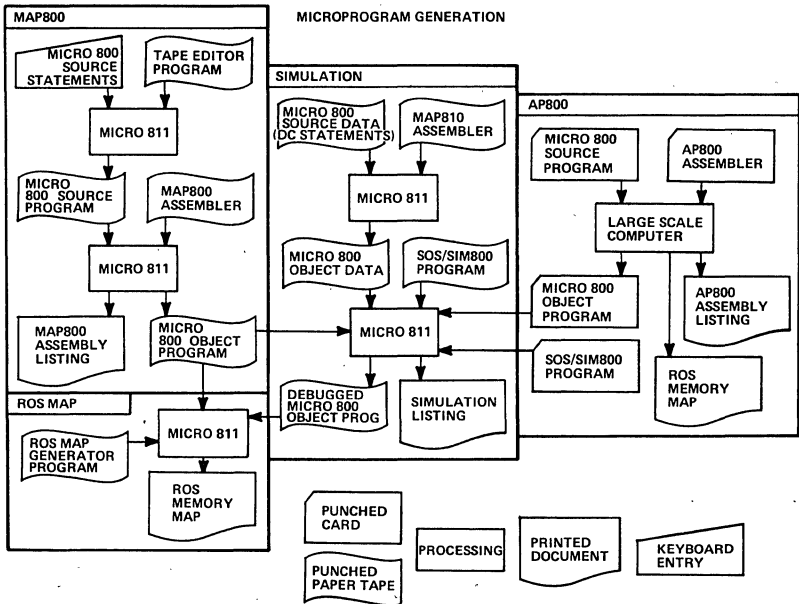 MICROPROGRAM GENERATION
MAP800
MICRO 800
SOURCE
STATEMENTS
TAPE EDITOR
PROGRAM
MICRO 811
MICRO
800 SOURCE
PROGRAM
MAP800
ASSEMBLER
MICRO 811
MAP800
ASSEMBLY
LISTING
MICRO
800 OBJECT
PROGRAM
ROS MAP
MICRO 811
ROS MAP
GENERATOR
PROGRAM
ROS
MEMORY
MAP
SIMULATION
MICRO 800
SOURCE DATA
(DC STATEMENTS)
MAP810
ASSEMBLER
MICRO 811
MICRO 800
OBJECT DATA
SOS/SIM800
PROGRAM
MICRO 811
DEBUGGED
MICRO 800
OBJECT PROG
SIMULATION
LISTING
AP800
MICRO 800
SOURCE
PROGRAM
AP800
ASSEMBLER
LARGE SCALE
COMPUTER
MICRO 800
OBJECT
PROGRAM
AP800
ASSEMBLY
LISTING
SOS/SIM800
PROGRAM
ROS
MEMORY
MAP
PUNCHED
CARD
PUNCHED
PAPER TAPE
PROCESSING
PRINTED
DOCUMENT
KEYBOARD
ENTRY